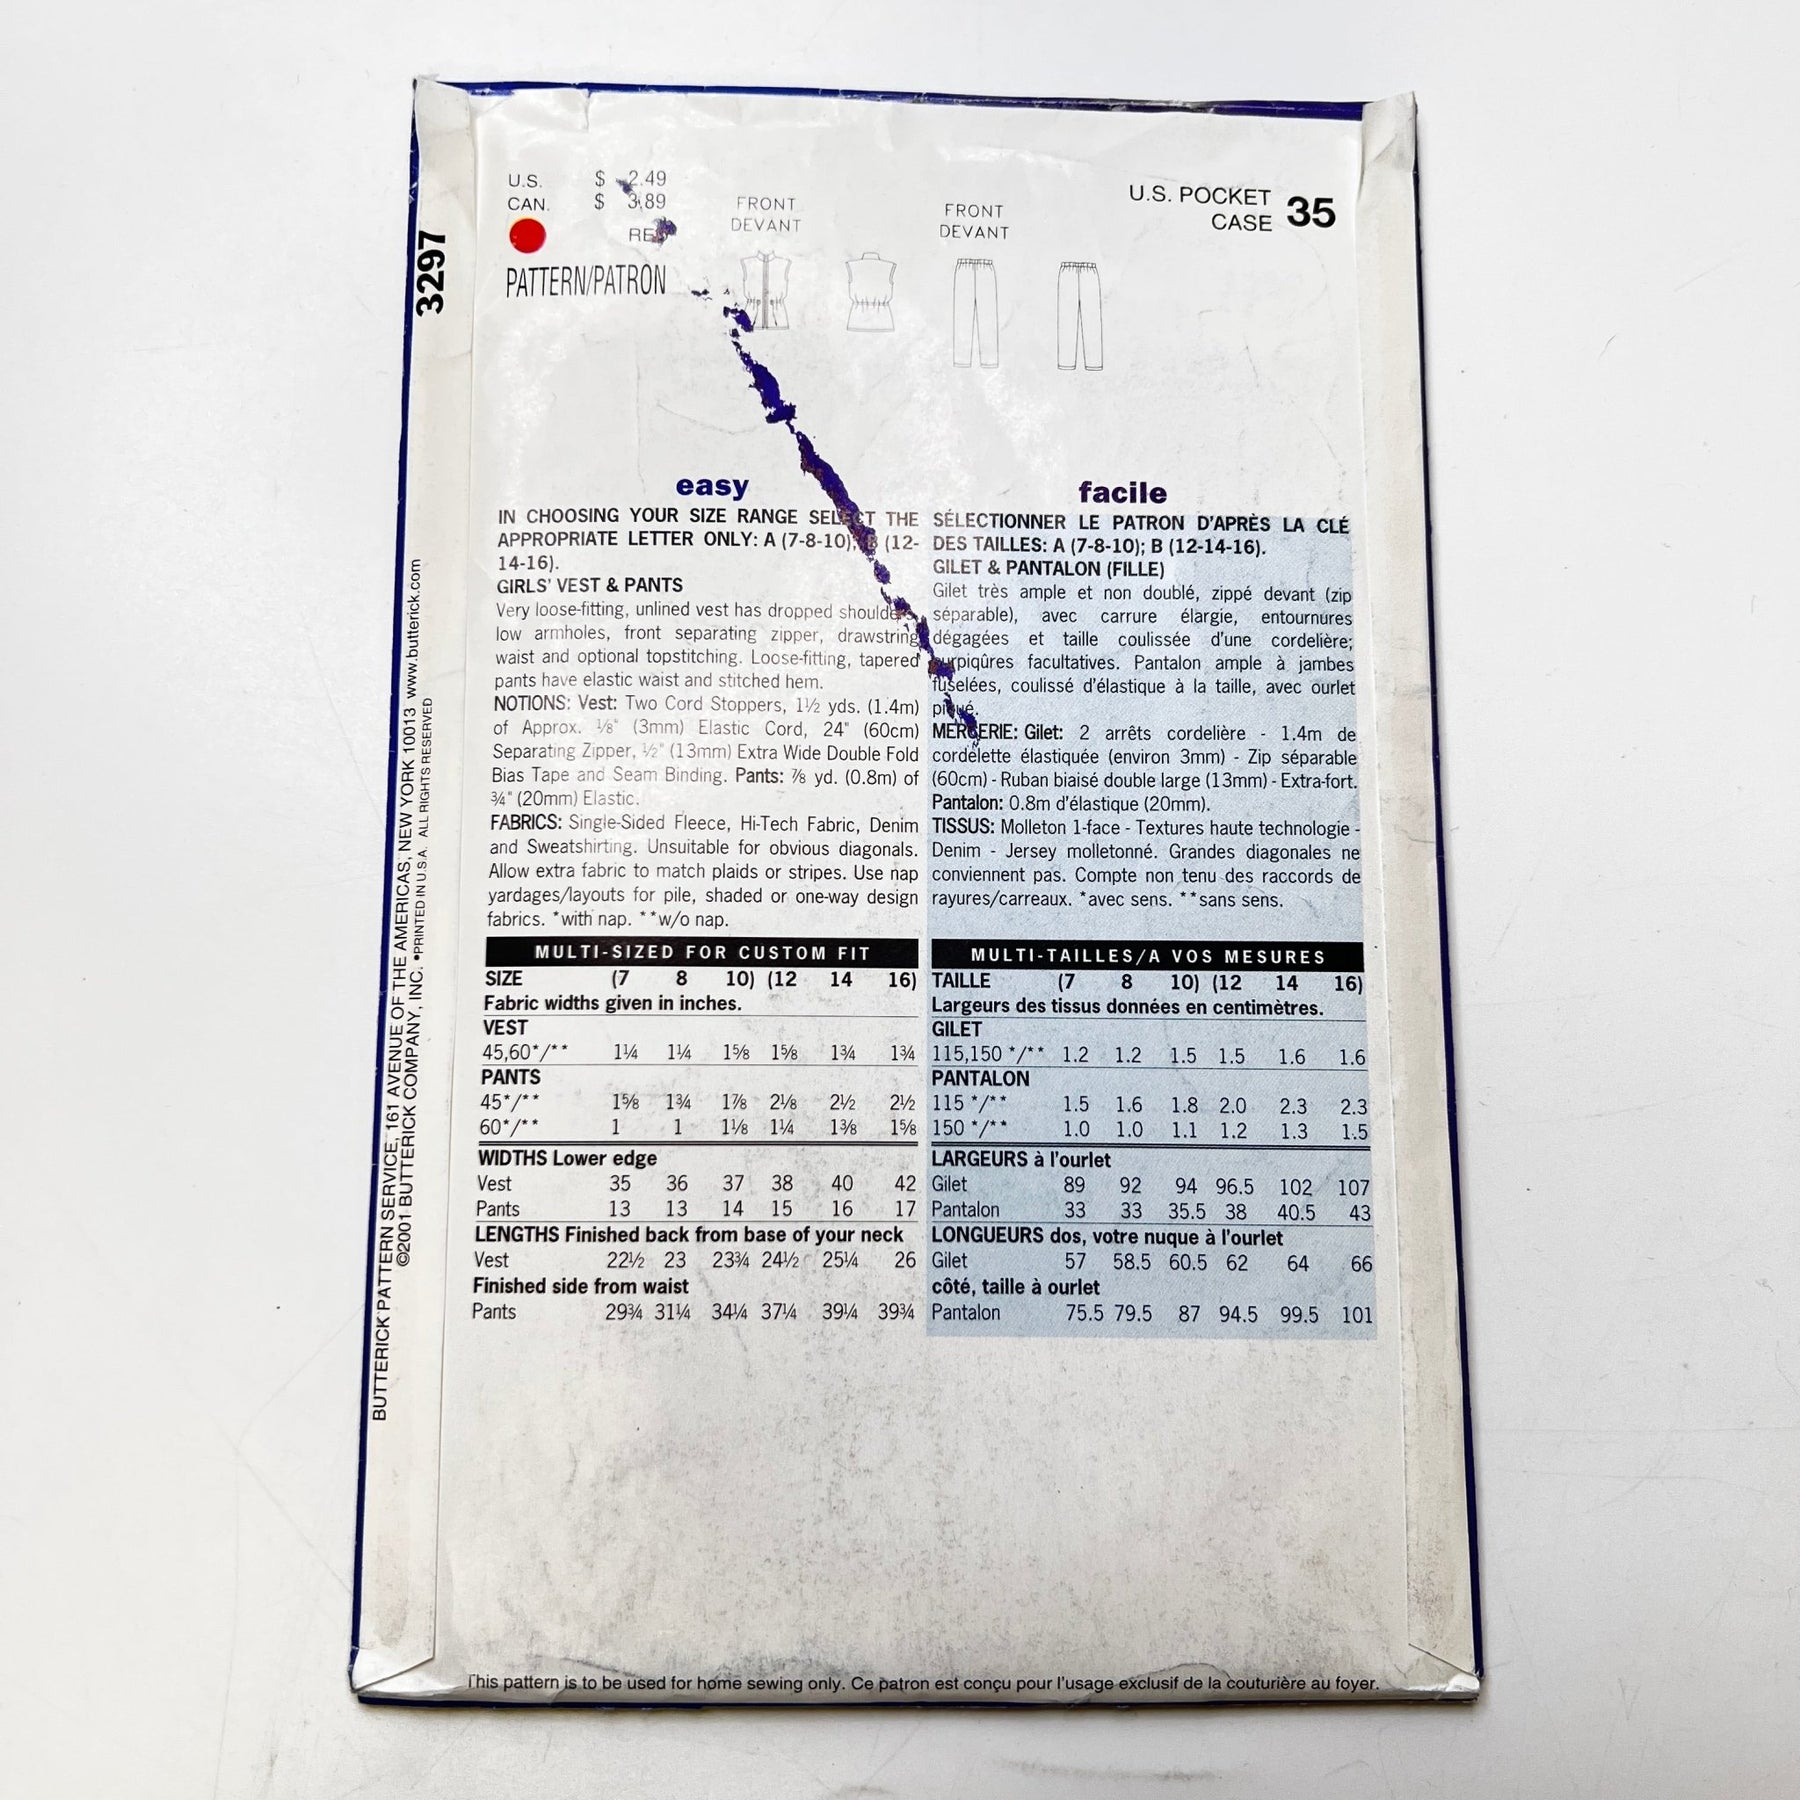 U.S. $ 2.49
CAN. $ 3.89
PATTERN/PATRON
FRONT
DEVANT
FRONT
DEVANT
U.S. POCKET
CASE 35
3297
BUTTERICK PATTERN SERVICE, 161 AVENUE OF THE AMERICAS, NEW YORK 10013 www.butterick.com
©2001 BUTTERICK COMPANY, INC. •PRINTED IN U.S.A. ALL RIGHTS RESERVED
easy
IN CHOOSING YOUR SIZE RANGE SELECT THE
APPROPRIATE LETTER ONLY: A (7-8-10); B (12-
14-16).
GIRLS' VEST & PANTS
Very loose-fitting, unlined vest has dropped shoulders,
low armholes, front separating zipper, drawstring
waist and optional topstitching. Loose-fitting, tapered
pants have elastic waist and stitched hem.
NOTIONS: Vest: Two Cord Stoppers, 1½ yds. (1.4m)
of Approx. ⅛" (3mm) Elastic Cord, 24" (60cm)
Separating Zipper, ½" (13mm) Extra Wide Double Fold
Bias Tape and Seam Binding. Pants: ⅞ yd. (0.8m) of
¾" (20mm) Elastic.
FABRICS: Single-Sided Fleece, Hi-Tech Fabric, Denim
and Sweatshirting. Unsuitable for obvious diagonals.
Allow extra fabric to match plaids or stripes. Use nap
yardages/layouts for pile, shaded or one-way design
fabrics. *with nap. **w/o nap.
MULTI-SIZED FOR CUSTOM FIT
SIZE (7 8 10) (12 14 16)
Fabric widths given in inches.
VEST
45,60*/** 1¼ 1¼ 1⅝ 1⅝ 1¾ 1¾
PANTS
45*/** 1⅝ 1¾ 1⅞ 2⅛ 2½ 2½
60*/** 1 1 1⅛ 1¼ 1⅜ 1⅝
WIDTHS Lower edge
Vest 35 36 37 38 40 42
Pants 13 13 14 15 16 17
LENGTHS Finished back from base of your neck
Vest 22½ 23 23¾ 24½ 25¼ 26
Finished side from waist
Pants 29¾ 31¼ 34¼ 37¼ 39¼ 39¾
facile
SÉLECTIONNER LE PATRON D'APRÈS LA CLÉ
DES TAILLES: A (7-8-10); B (12-14-16).
GILET & PANTALON (FILLE)
Gilet très ample et non doublé, zippé devant (zip
séparable), avec carrure élargie, entournures
dégagées et taille coulissée d'une cordelière;
surpiqûres facultatives. Pantalon ample à jambes
fuselées, coulissé d'élastique à la taille, avec ourlet
piqué.
MERCERIE: Gilet: 2 arrêts cordelière - 1.4m de
cordelette élastiquée (environ 3mm) - Zip séparable
(60cm) - Ruban biaisé double large (13mm) - Extra-fort.
Pantalon: 0.8m d'élastique (20mm).
TISSUS: Molleton 1-face - Textures haute technologie -
Denim - Jersey molletonné. Grandes diagonales ne
conviennent pas. Compte non tenu des raccords de
rayures/carreaux. *avec sens. **sans sens.
MULTI-TAILLES/A VOS MESURES
TAILLE (7 8 10) (12 14 16)
Largeurs des tissus données en centimètres.
GILET
115,150 */** 1.2 1.2 1.5 1.5 1.6 1.6
PANTALON
115 */** 1.5 1.6 1.8 2.0 2.3 2.3
150 */** 1.0 1.0 1.1 1.2 1.3 1.5
LARGEURS à l'ourlet
Gilet 89 92 94 96.5 102 107
Pantalon 33 33 35.5 38 40.5 43
LONGUEURS dos, votre nuque à l'ourlet
Gilet 57 58.5 60.5 62 64 66
côté, taille à ourlet
Pantalon 75.5 79.5 87 94.5 99.5 101
This pattern is to be used for home sewing only. Ce patron est conçu pour l'usage exclusif de la couturière au foyer.